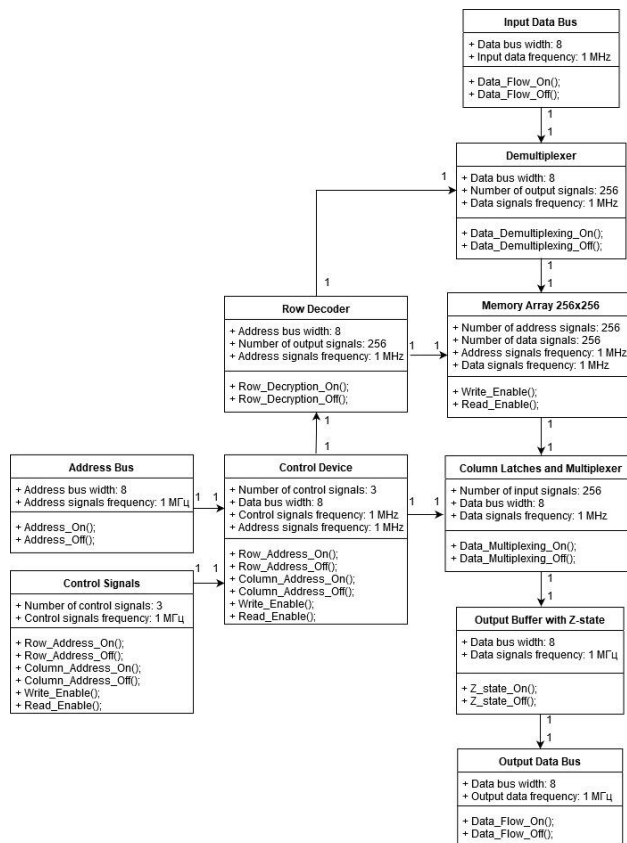 Input Data Bus
+ Data bus width: 8
+ Input data frequency: 1 MHz
+ Data_Flow_On();
+ Data_Flow_Off();
1
1
Demultiplexer
+ Data bus width: 8
+ Number of output signals: 256
+ Data signals frequency: 1 MHz
+ Data_Demultiplexing_On();
+ Data_Demultiplexing_Off();
1
1
1
1
Row Decoder
+ Address bus width: 8
+ Number of output signals: 256
+ Address signals frequency: 1 MHz
+ Row_Decryption_On();
+ Row_Decryption_Off();
1 1
Memory Array 256x256
+ Number of address signals: 256
+ Number of data signals: 256
+ Address signals frequency: 1 MHz
+ Data signals frequency: 1 MHz
+ Write_Enable();
+ Read_Enable();
1
1
1
1
Address Bus
+ Address bus width: 8
+ Address signals frequency: 1 МГц
+ Address_On();
+ Address_Off();
1 1
Control Device
+ Number of control signals: 3
+ Data bus width: 8
+ Control signals frequency: 1 MHz
+ Address signals frequency: 1 MHz
+ Row_Address_On();
+ Row_Address_Off();
+ Column_Address_On();
+ Column_Address_Off();
+ Write_Enable();
+ Read_Enable();
1 1
Column Latches and Multiplexer
+ Number of input signals: 256
+ Data bus width: 8
+ Data signals frequency: 1 MHz
+ Data_Multiplexing_On();
+ Data_Multiplexing_Off();
1
1
Control Signals
+ Number of control signals: 3
+ Control signals frequency: 1 МГц
+ Row_Address_On();
+ Row_Address_Off();
+ Column_Address_On();
+ Column_Address_Off();
+ Write_Enable();
+ Read_Enable();
1 1
Output Buffer with Z-state
+ Data bus width: 8
+ Data signals frequency: 1 МГц
+ Z_state_On();
+ Z_state_Off();
1
1
Output Data Bus
+ Data bus width: 8
+ Output data frequency: 1 МГц
+ Data_Flow_On();
+ Data_Flow_Off();